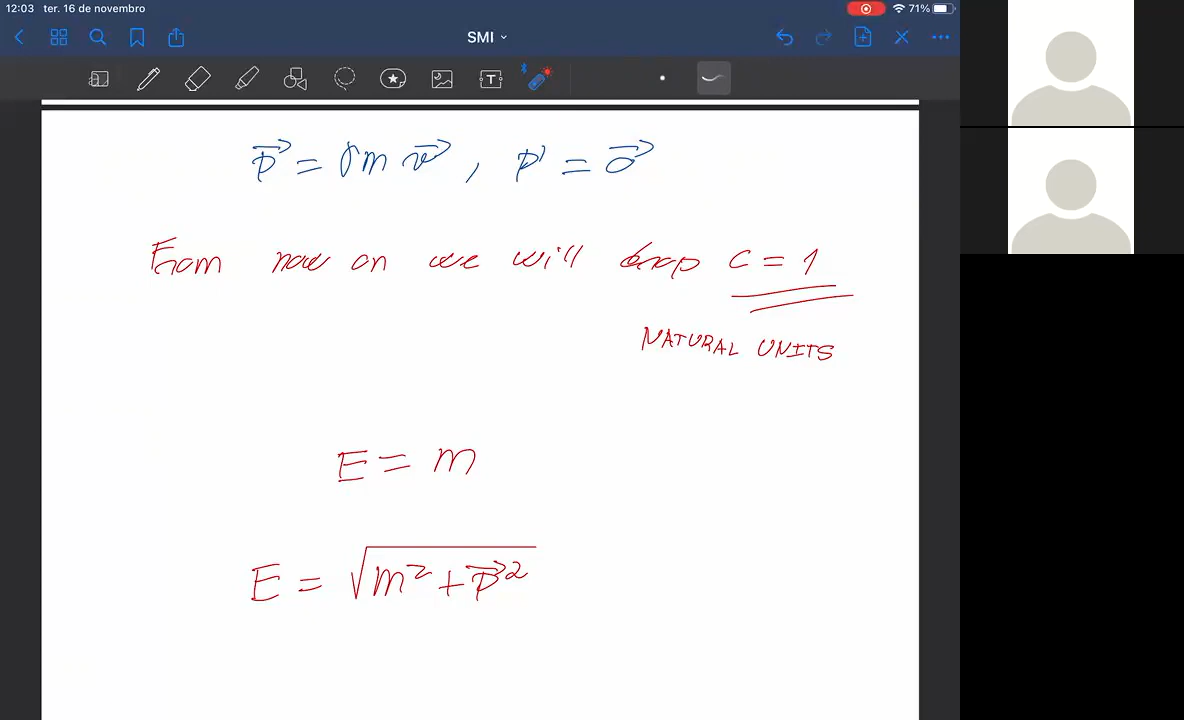 12:03 ter. 16 de novembro 71%
SMI
T
p⃗ = γm v⃗ , p⃗ = 0⃗
From now on we will drop c = 1
NATURAL UNITS
E = m
E = √(m² + p⃗²)